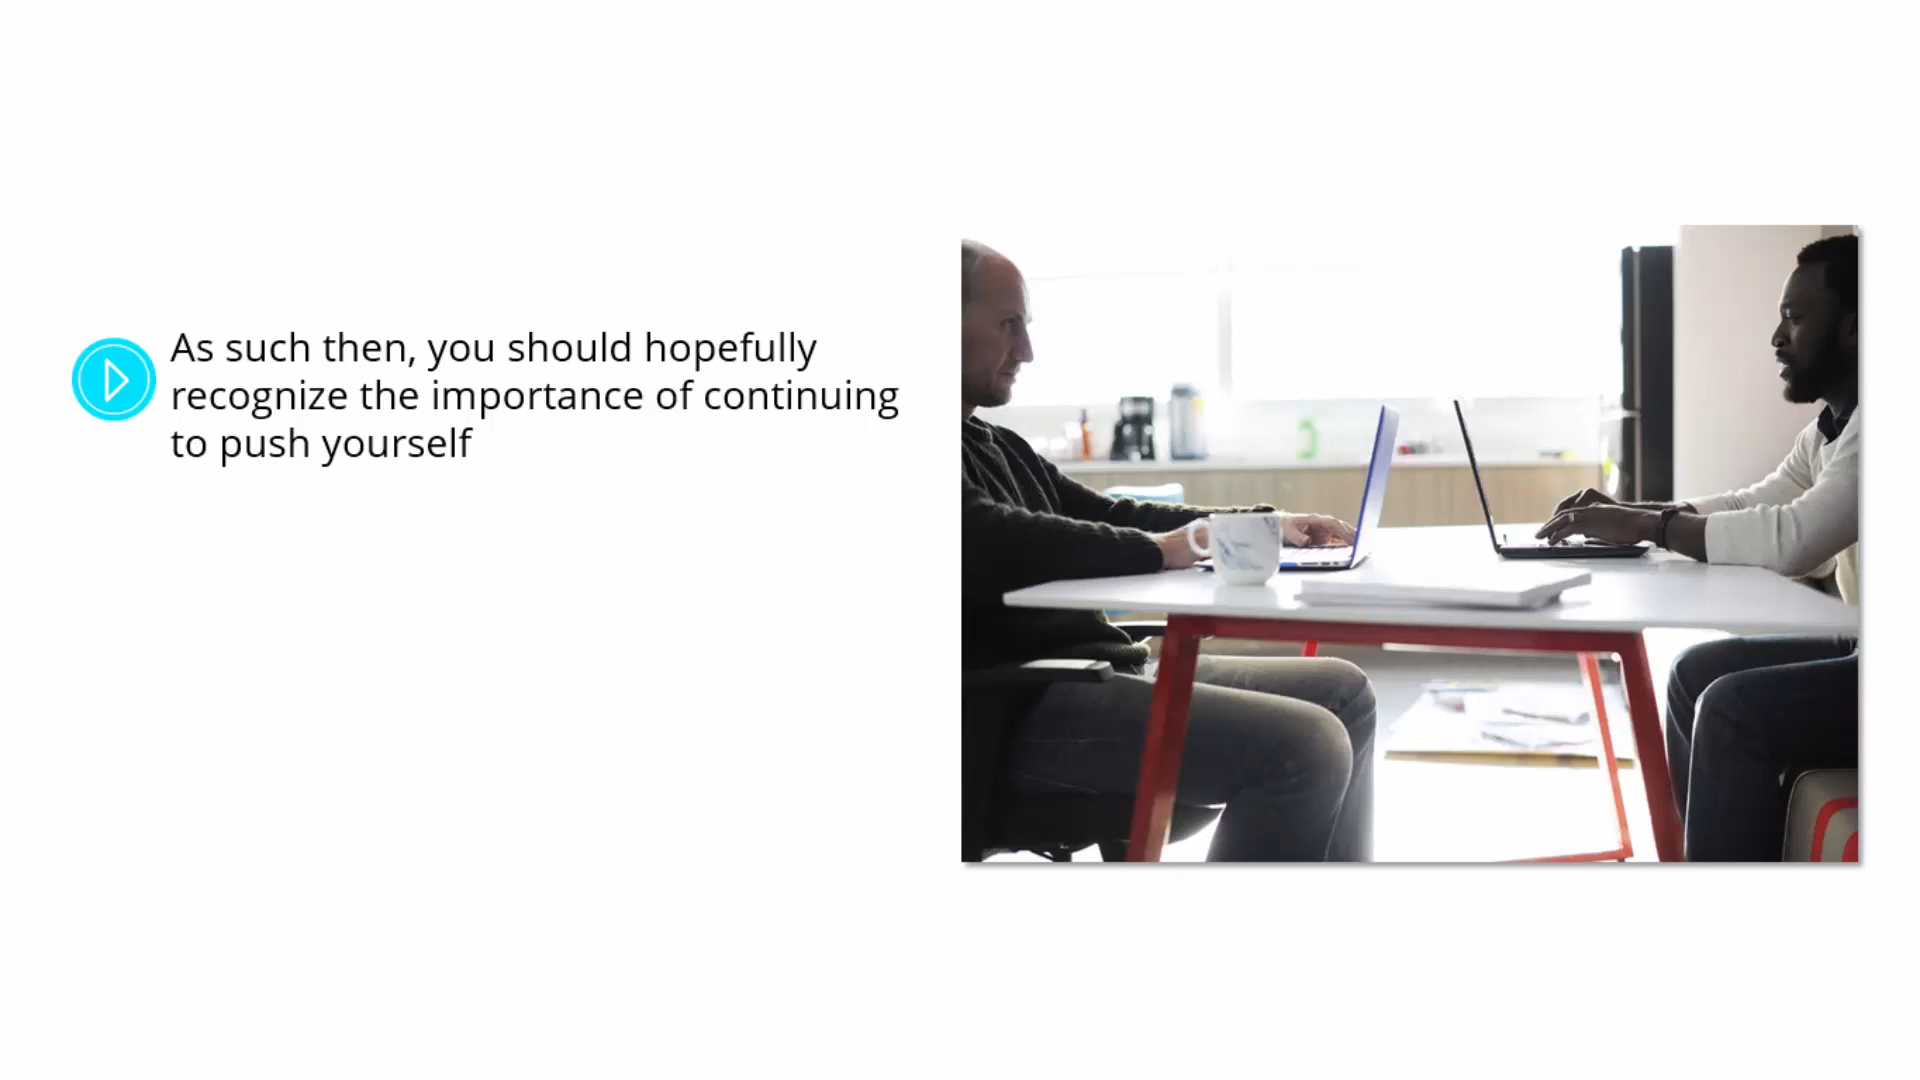 As such then, you should hopefully
recognize the importance of continuing
to push yourself